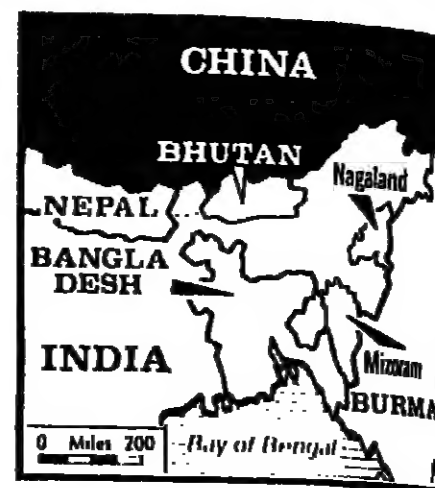 CHINA
BHUTAN
Nagaland
NEPAL
BANGLA
DESH
INDIA
Mizoram
BURMA
0 Miles 200
Bay of Bengal